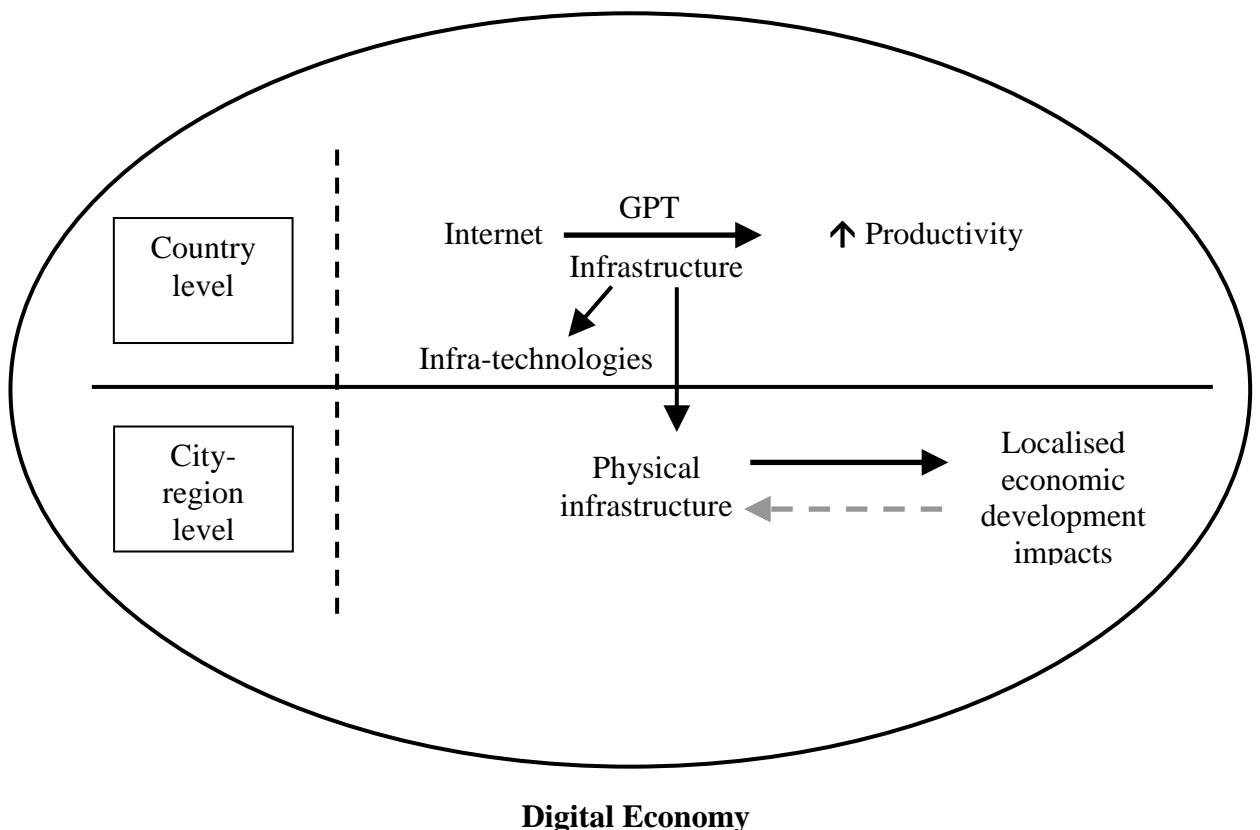 GPT
Internet
↑ Productivity
Country
level
Infrastructure
Infra-technologies
City-
region
level
Physical
infrastructure
Localised
economic
development
impacts
Digital Economy